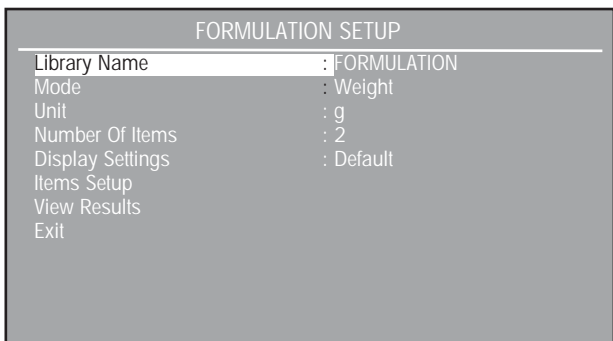 FORMULATION SETUP
Library Name : FORMULATION
Mode : Weight
Unit : g
Number Of Items : 2
Display Settings : Default
Items Setup
View Results
Exit